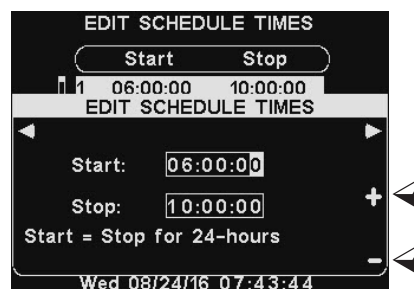 EDIT SCHEDULE TIMES
Start Stop
1 06:00:00 10:00:00
EDIT SCHEDULE TIMES
Start: 06:00:00
Stop: 10:00:00
+
Start = Stop for 24-hours
-
Wed 08/24/16 07:43:44